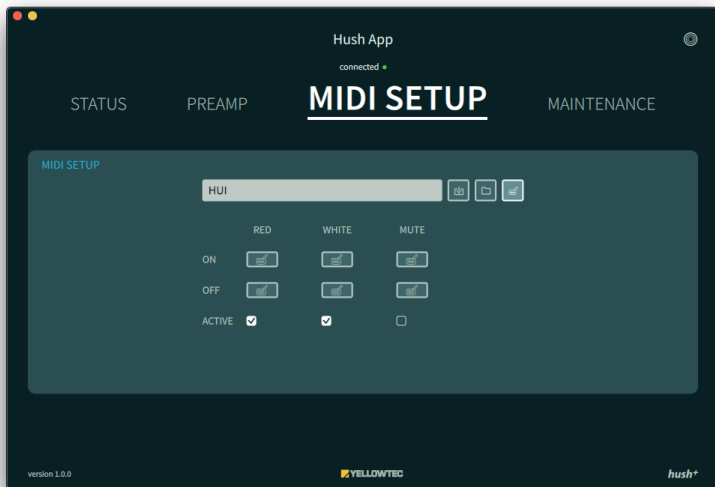 Hush App
connected
STATUS PREAMP MIDI SETUP MAINTENANCE
MIDI SETUP
HUI
RED WHITE MUTE
ON
OFF
ACTIVE
version 1.0.0 YELLOWTEC hush+